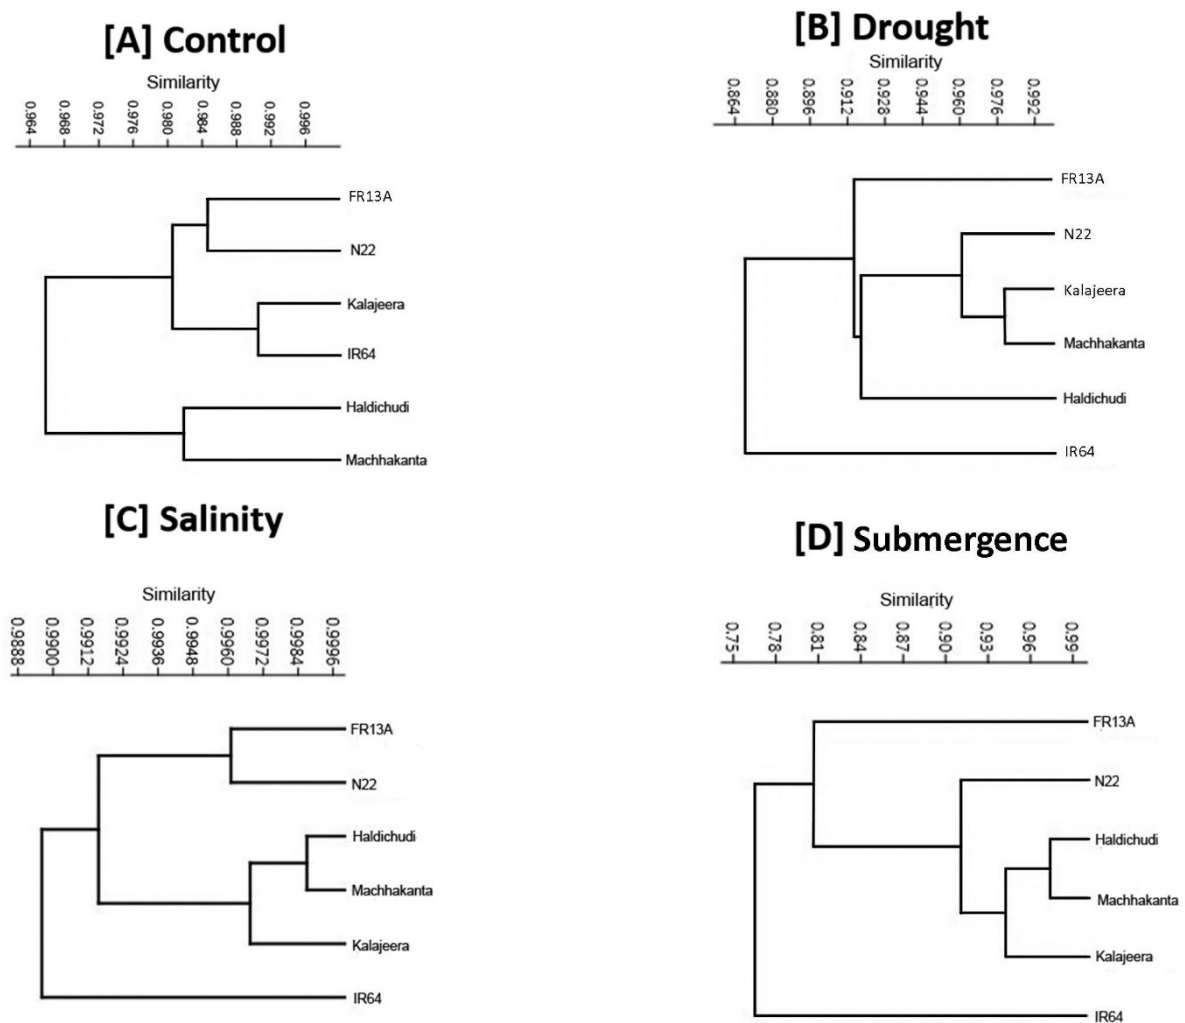 [A] Control
Similarity
0.964 0.968 0.972 0.976 0.980 0.984 0.988 0.992 0.996
FR13A
N22
Kalajeera
IR64
Haldichudi
Machhakanta
[B] Drought
Similarity
0.864 0.880 0.896 0.912 0.928 0.944 0.960 0.976 0.992
FR13A
N22
Kalajeera
Machhakanta
Haldichudi
IR64
[C] Salinity
Similarity
0.9888 0.9900 0.9912 0.9924 0.9936 0.9948 0.9960 0.9972 0.9984 0.9996
FR13A
N22
Haldichudi
Machhakanta
Kalajeera
IR64
[D] Submergence
Similarity
0.75 0.78 0.81 0.84 0.87 0.90 0.93 0.96 0.99
FR13A
N22
Haldichudi
Machhakanta
Kalajeera
IR64